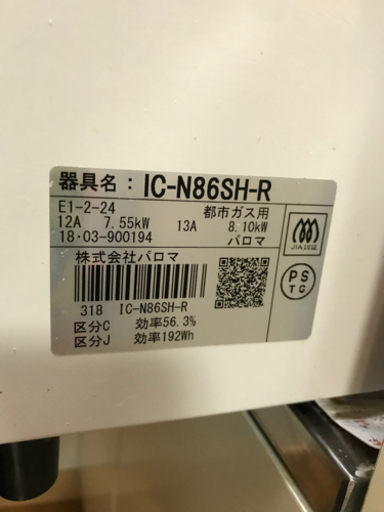 器具名：IC-N86SH-R
E1-2-24 都市ガス用
12A 7.55kW 13A 8.10kW
18・03-900194 パロマ
株式会社パロマ
318 IC-N86SH-R
区分C 効率56.3%
区分J 効率192Wh
PS
TG